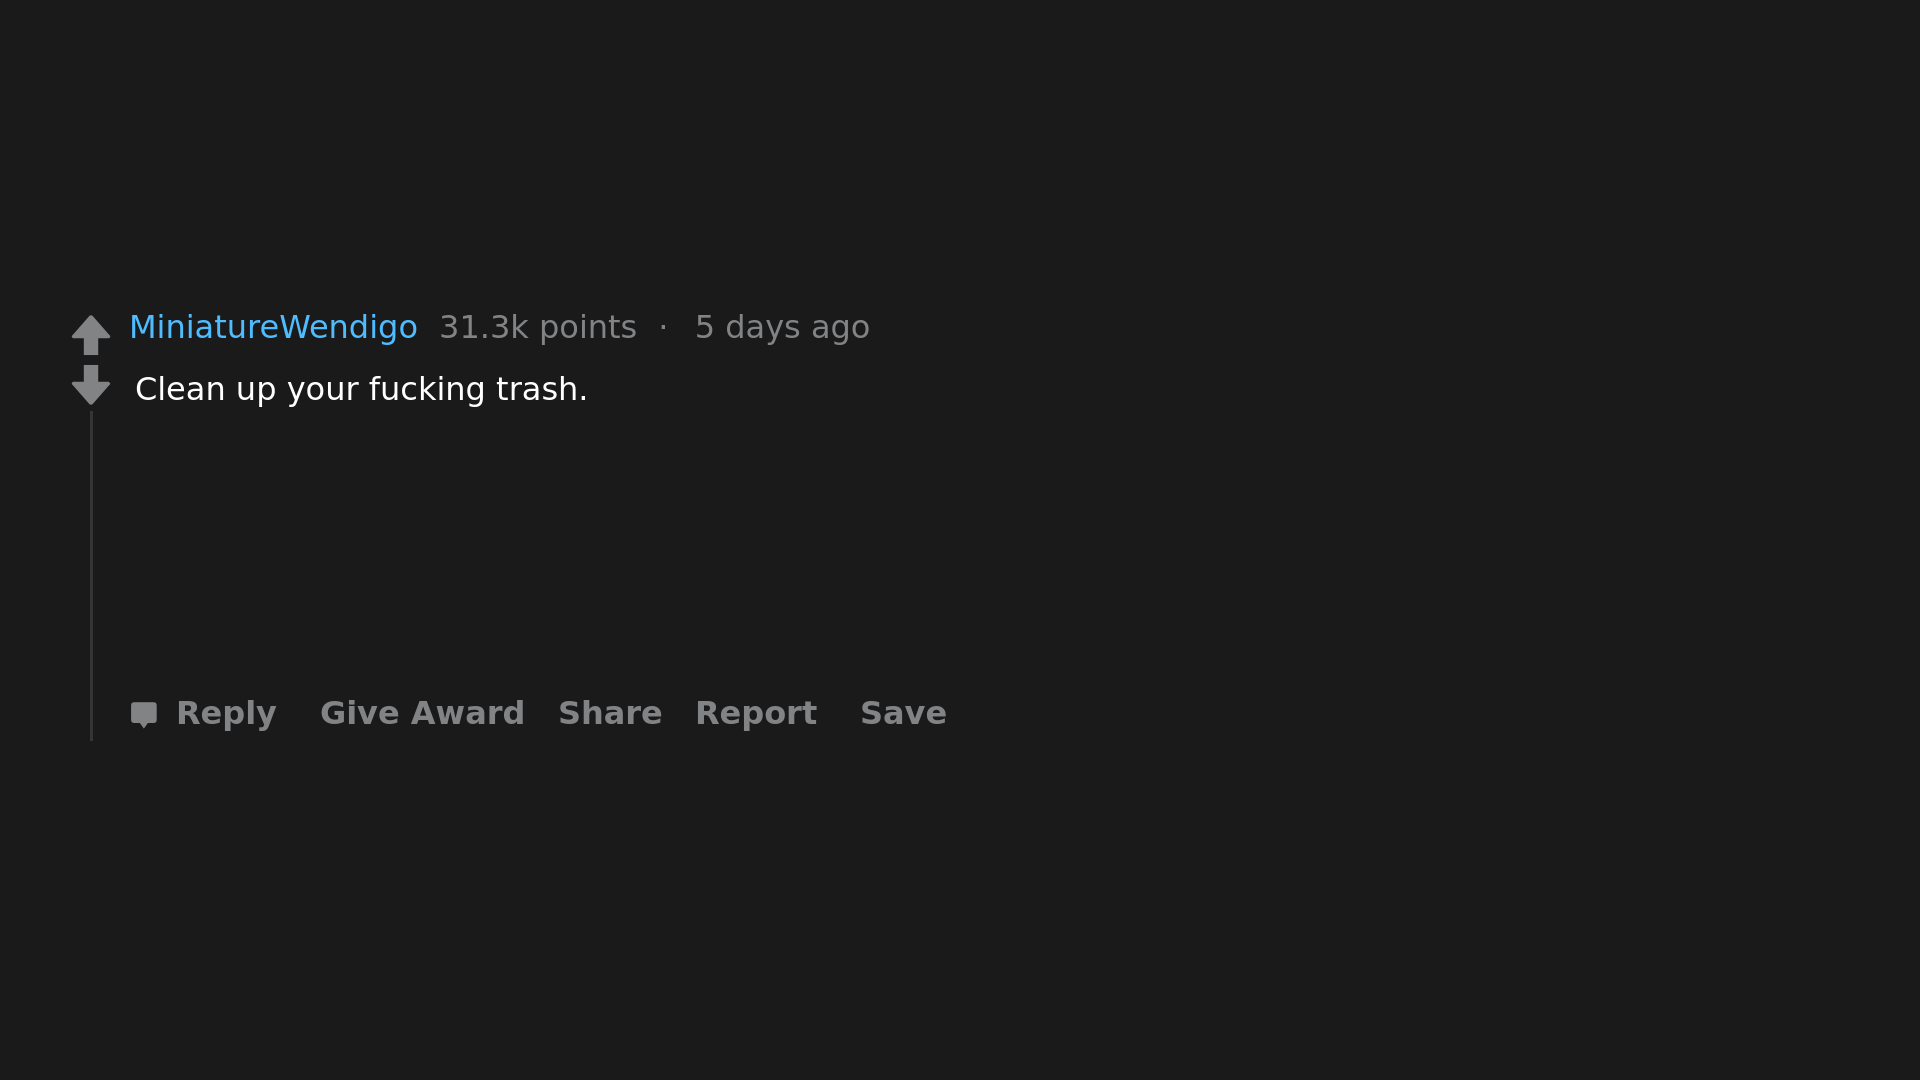 MiniatureWendigo 31.3k points · 5 days ago
Clean up your fucking trash.
Reply Give Award Share Report Save